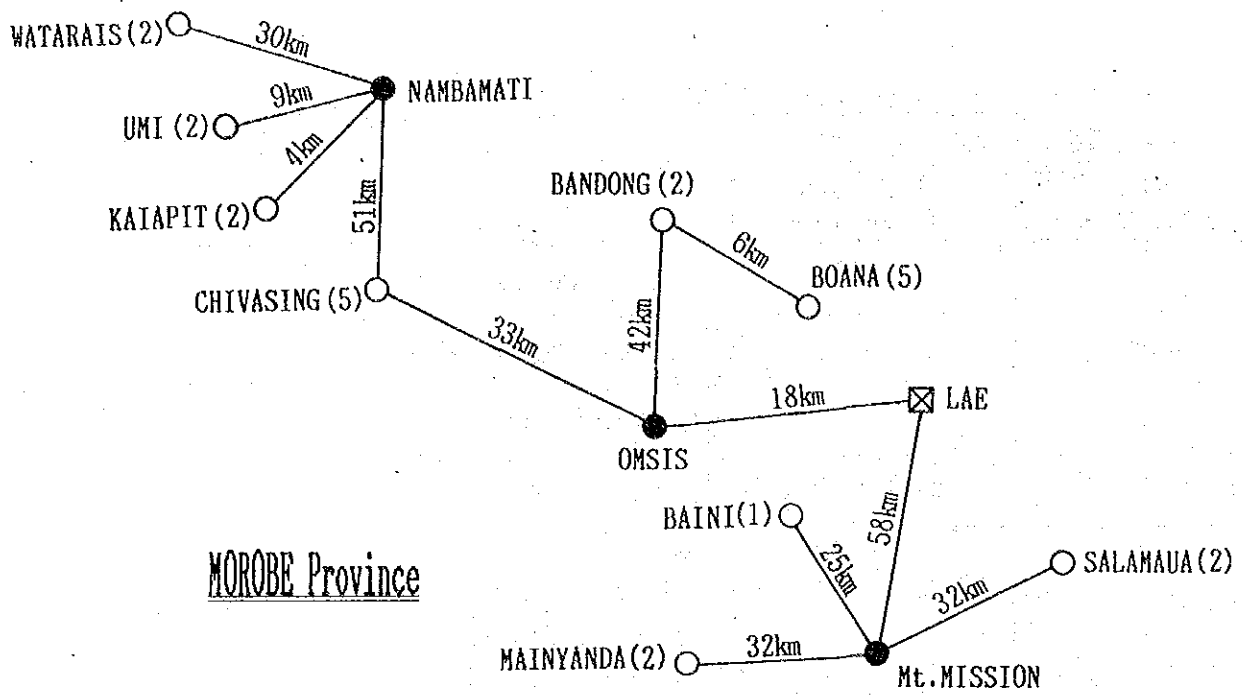 WATARAIS(2)
30km
NAMBAMATI
9km
UMI (2)
4km
KAIAPIT(2)
51km
BANDONG(2)
6km
BOANA(5)
CHIVASING(5)
33km
42km
18km
LAE
OMSIS
BAINI(1)
58km
25km
MOROBE Province
SALAMAUA(2)
32km
MAINYANDA(2)
32km
Mt.MISSION